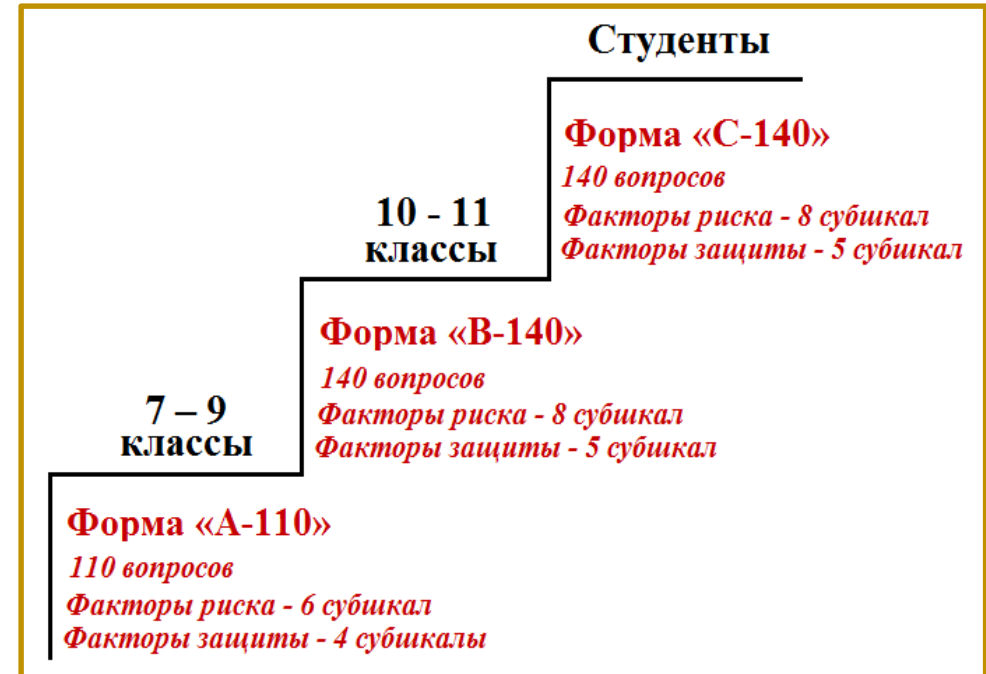 Студенты
Форма «С-140»
140 вопросов
Факторы риска - 8 субшкал
Факторы защиты - 5 субшкал
10 - 11
классы
Форма «В-140»
140 вопросов
Факторы риска - 8 субшкал
Факторы защиты - 5 субшкал
7 – 9
классы
Форма «А-110»
110 вопросов
Факторы риска - 6 субшкал
Факторы защиты - 4 субшкалы